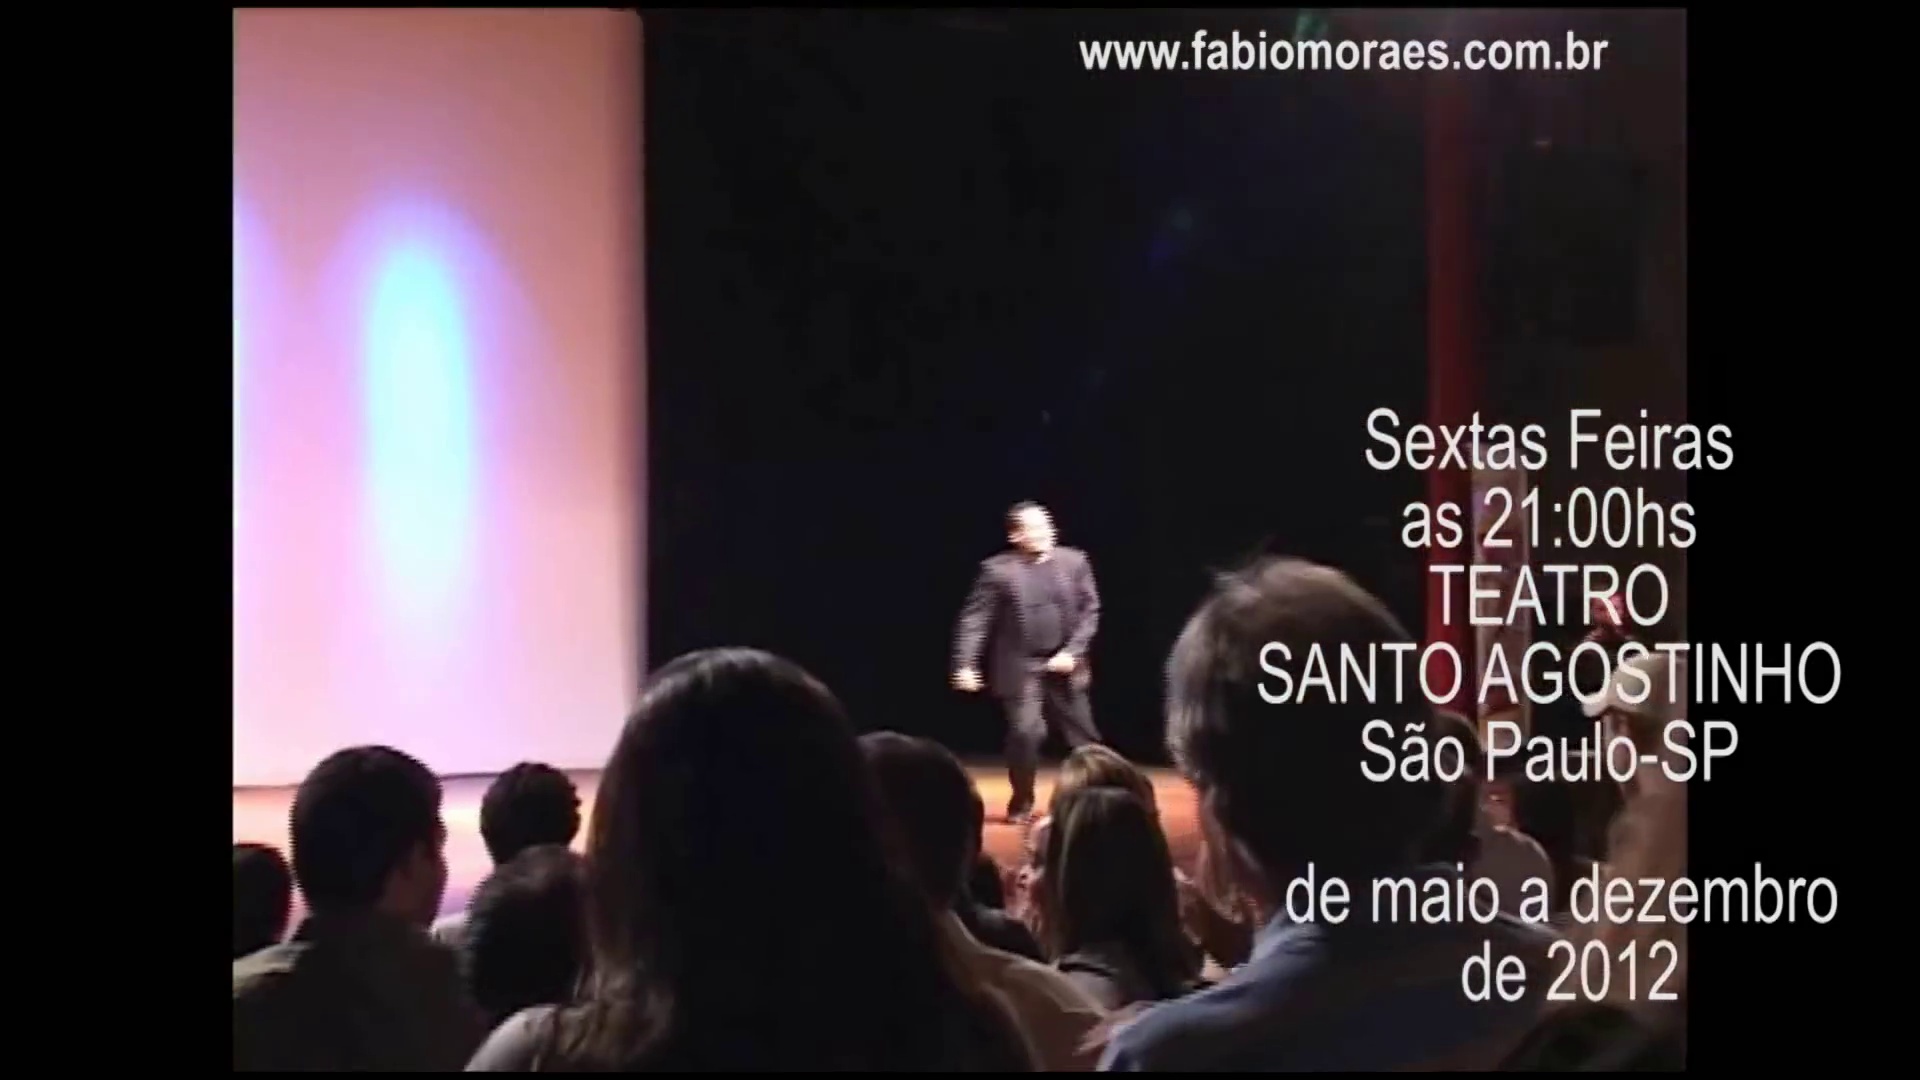 www.fabiomoraes.com.br
Sextas Feiras
as 21:00hs
TEATRO
SANTO AGOSTINHO
São Paulo-SP
de maio a dezembro
de 2012